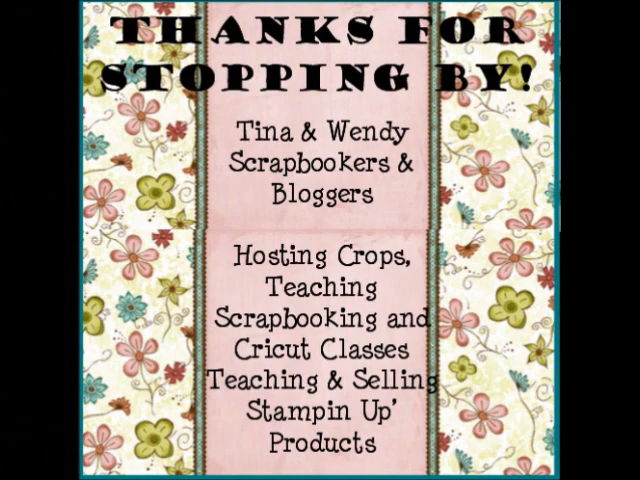 THANKS FOR
STOPPING BY!
Tina & Wendy
Scrapbookers &
Bloggers
Hosting Crops,
Teaching
Scrapbooking and
Cricut Classes
Teaching & Selling
Stampin Up'
Products